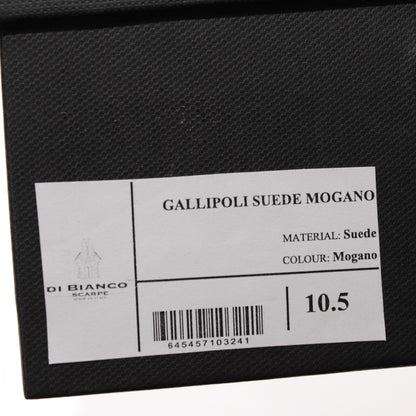 GALLIPOLI SUEDE MOGANO
MATERIAL: Suede
COLOUR: Mogano
DI BIANCO
SCARPE
10.5
645457103241